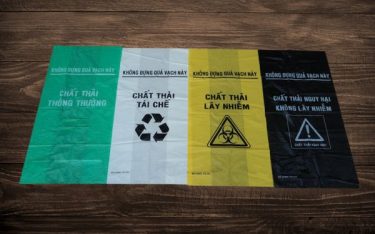 KHÔNG ĐỰNG QUÁ VẠCH NÀY
CHẤT THẢI
THÔNG THƯỜNG
KHÔNG ĐỰNG QUÁ VẠCH NÀY
CHẤT THẢI
TÁI CHẾ
KHÔNG ĐỰNG QUÁ VẠCH NÀY
CHẤT THẢI
LÂY NHIỄM
KHÔNG ĐỰNG QUÁ VẠCH NÀY
CHẤT THẢI NGUY HẠI
KHÔNG LÂY NHIỄM